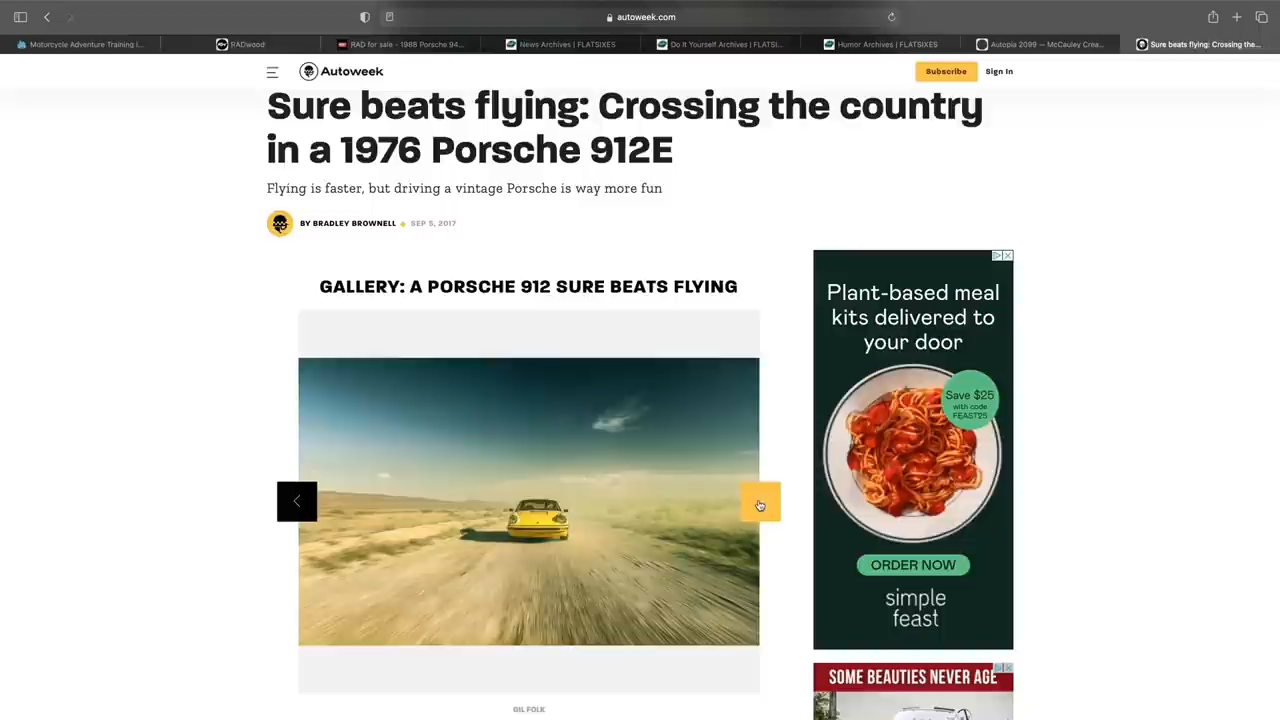 autoweek.com
Motorcycle Adventure Training i...
RADwood
RAD for sale - 1986 Porsche 94...
News Archives | FLATSIXES
Do It Yourself Archives | FLATSI...
Humor Archives | FLATSIXES
Autopia 2099 — McCauley Crea...
Sure beats flying: Crossing the...
Autoweek
Subscribe
Sign In
Sure beats flying: Crossing the country
in a 1976 Porsche 912E
Flying is faster, but driving a vintage Porsche is way more fun
BY BRADLEY BROWNELL
SEP 5, 2017
GALLERY: A PORSCHE 912 SURE BEATS FLYING
GIL FOLK
Plant-based meal
kits delivered to
your door
Save $25
with code
FEAST25
ORDER NOW
simple
feast
SOME BEAUTIES NEVER AGE